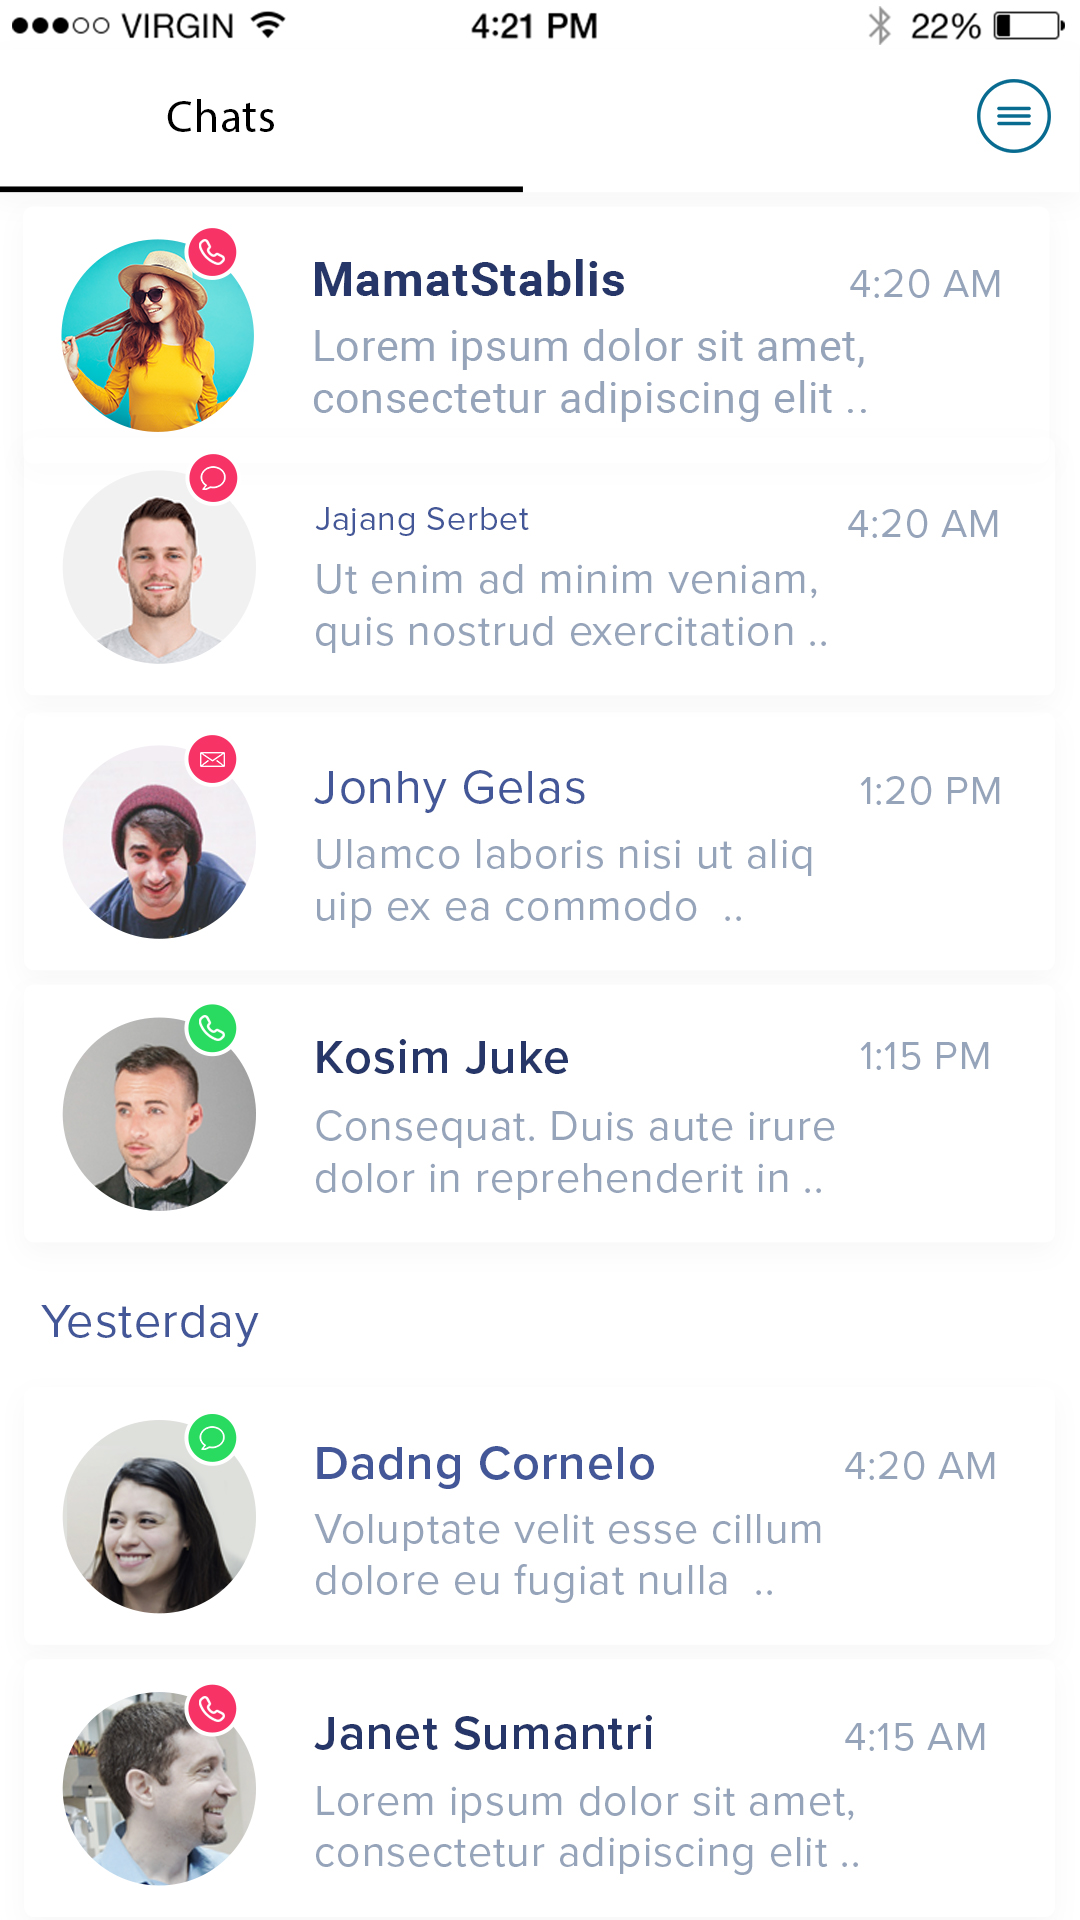 VIRGIN 4:21 PM 22%
Chats
MamatStablis 4:20 AM
Lorem ipsum dolor sit amet,
consectetur adipiscing elit ..
Jajang Serbet 4:20 AM
Ut enim ad minim veniam,
quis nostrud exercitation ..
Jonhy Gelas 1:20 PM
Ulamco laboris nisi ut aliq
uip ex ea commodo ..
Kosim Juke 1:15 PM
Consequat. Duis aute irure
dolor in reprehenderit in ..
Yesterday
Dadng Cornelo 4:20 AM
Voluptate velit esse cillum
dolore eu fugiat nulla ..
Janet Sumantri 4:15 AM
Lorem ipsum dolor sit amet,
consectetur adipiscing elit ..